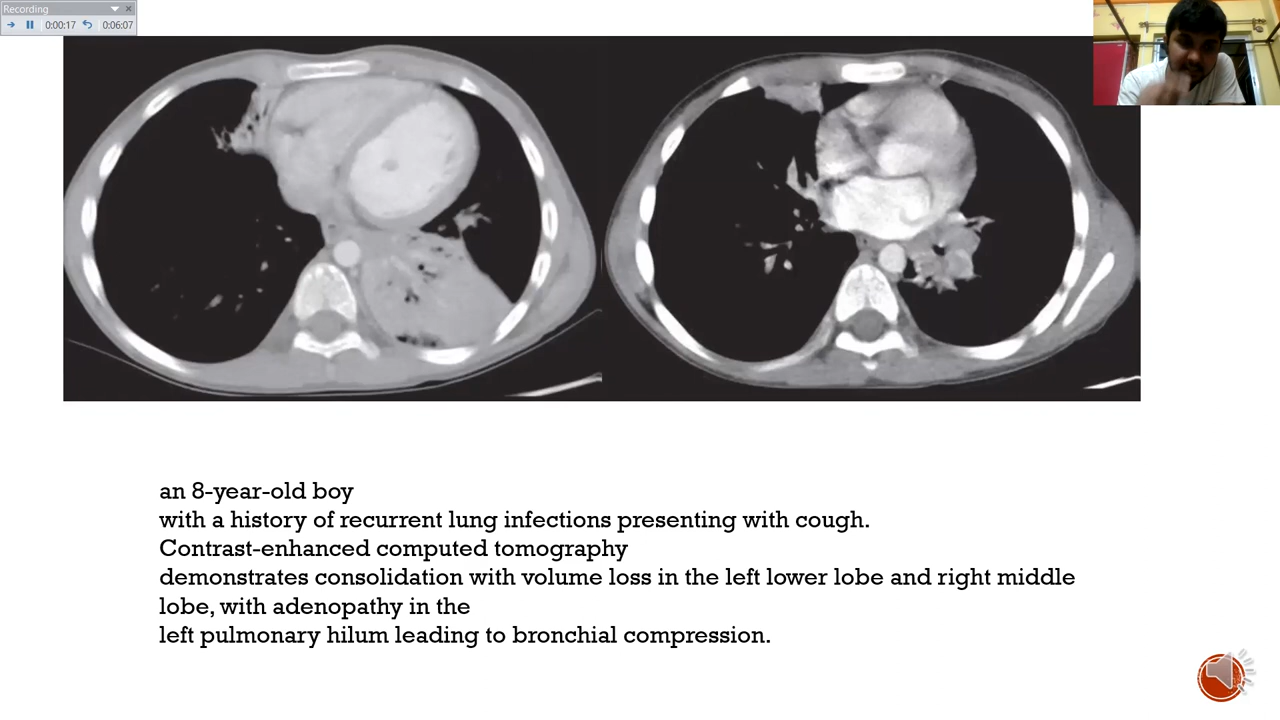 Recording
0:00:17
0:06:07
an 8-year-old boy
with a history of recurrent lung infections presenting with cough.
Contrast-enhanced computed tomography
demonstrates consolidation with volume loss in the left lower lobe and right middle
lobe, with adenopathy in the
left pulmonary hilum leading to bronchial compression.